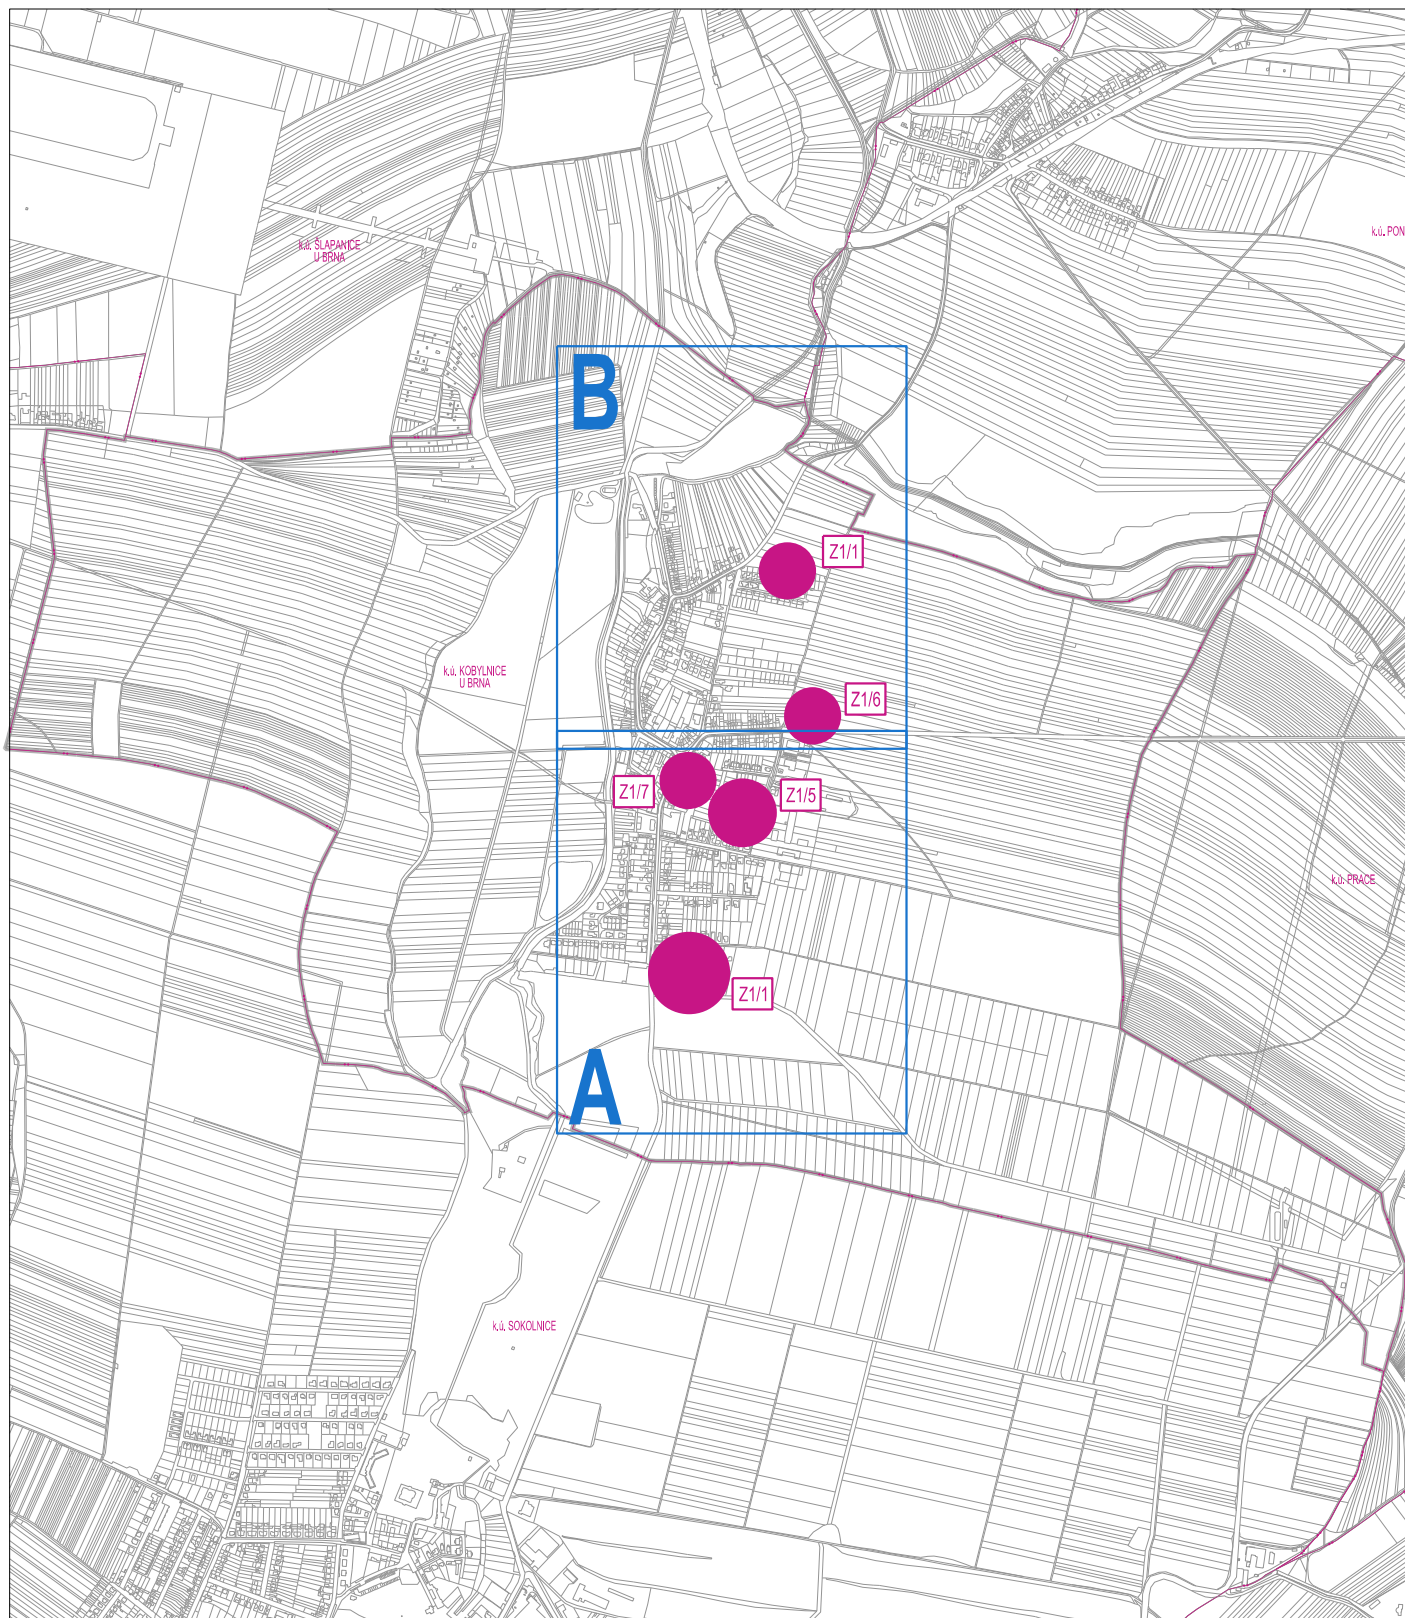 k.ú. PON
k.ú. ŠLAPANICE
U BRNA
B
Z1/1
k.ú. KOBYLNICE
U BRNA
Z1/6
Z1/7
Z1/5
k.ú. PRACE
Z1/1
A
k.ú. SOKOLNICE